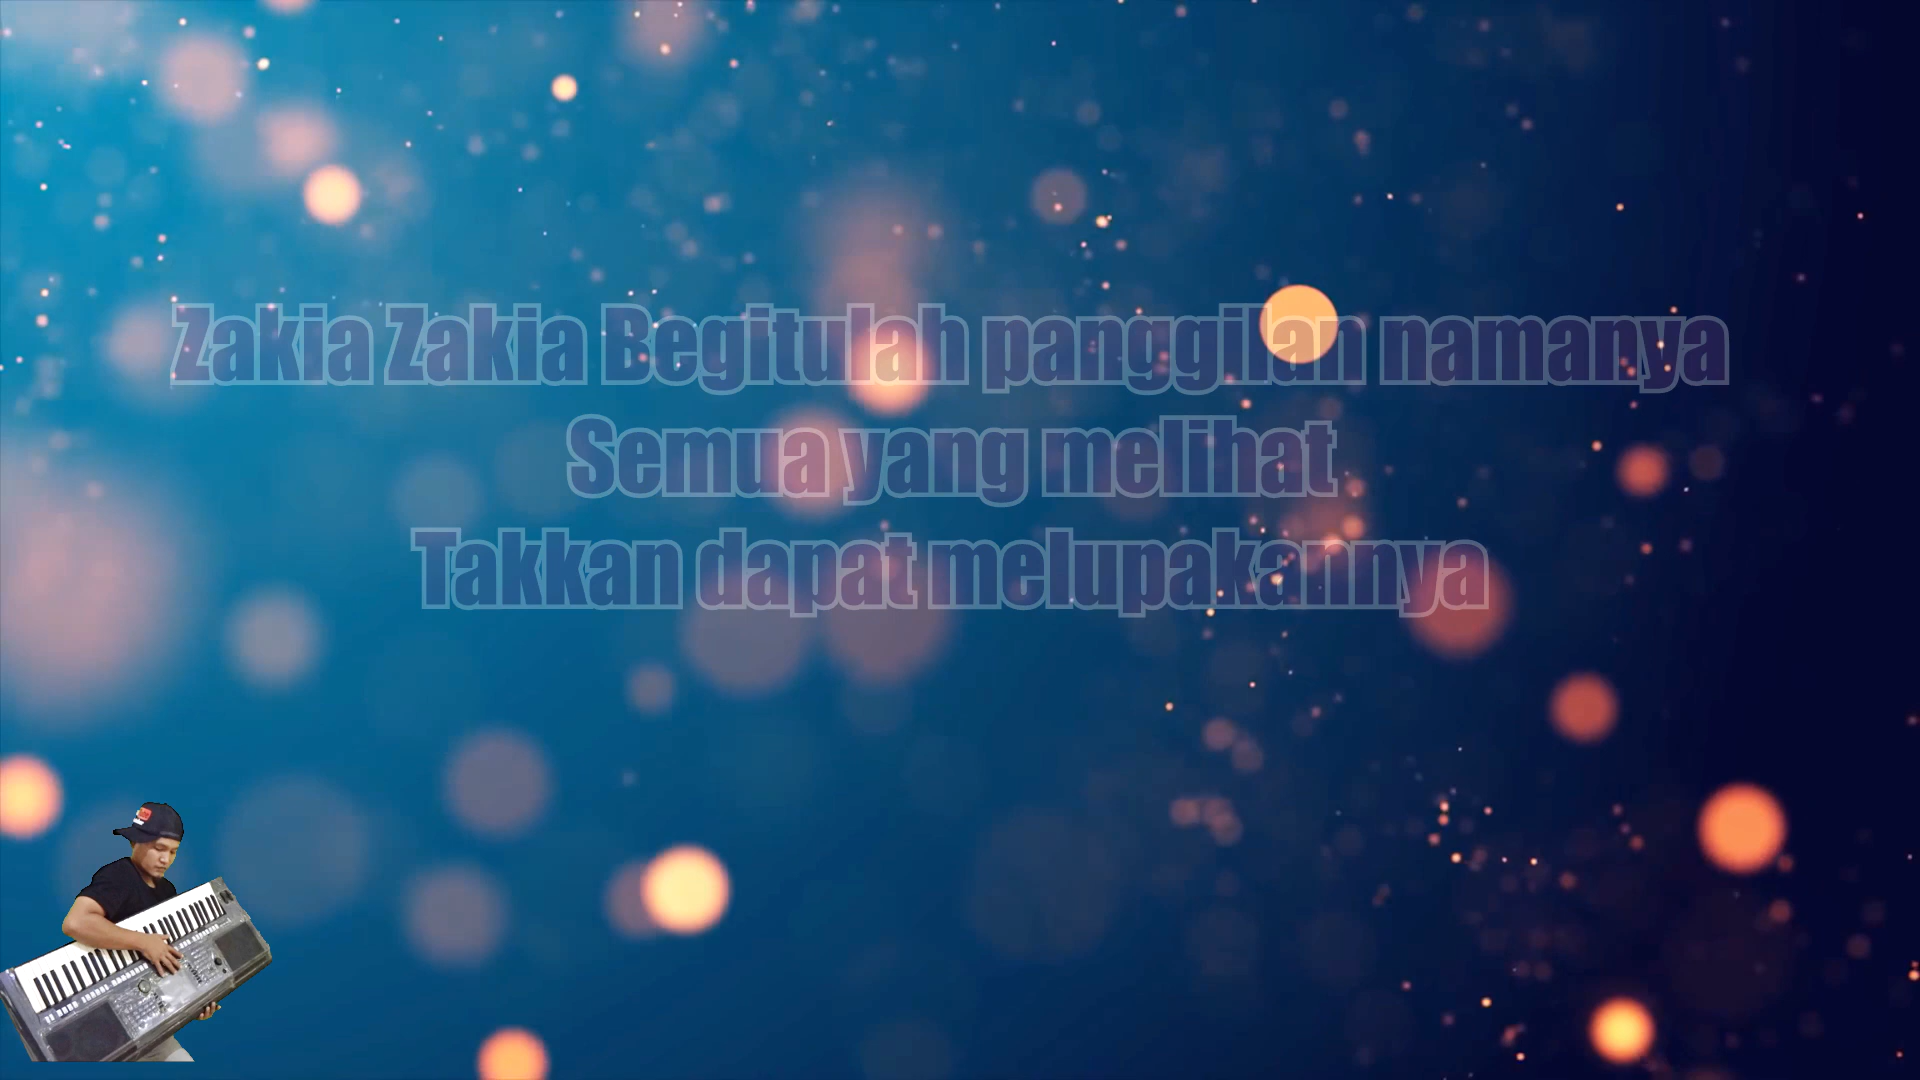 Zakia Zakia Begitulah panggilan namanya
Semua yang melihat
Takkan dapat melupakannya